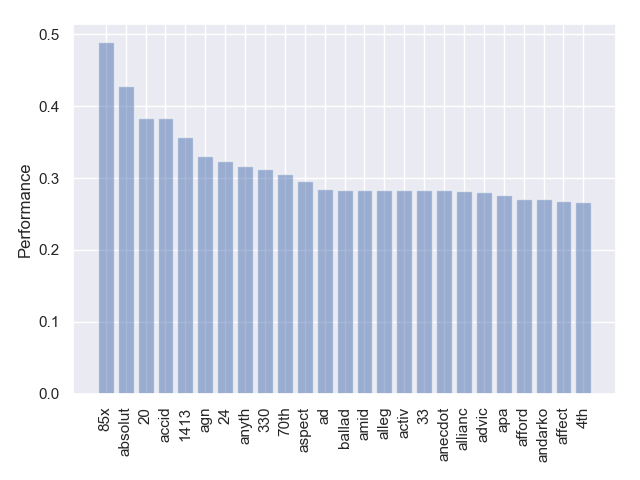 0.5
0.4
0.3
0.2
0.1
0.0
Performance
85x
absolut
20
accid
1413
agn
24
anyth
330
70th
aspect
ad
ballad
amid
alleg
activ
33
anecdot
allianc
advic
apa
afford
andarko
affect
4th